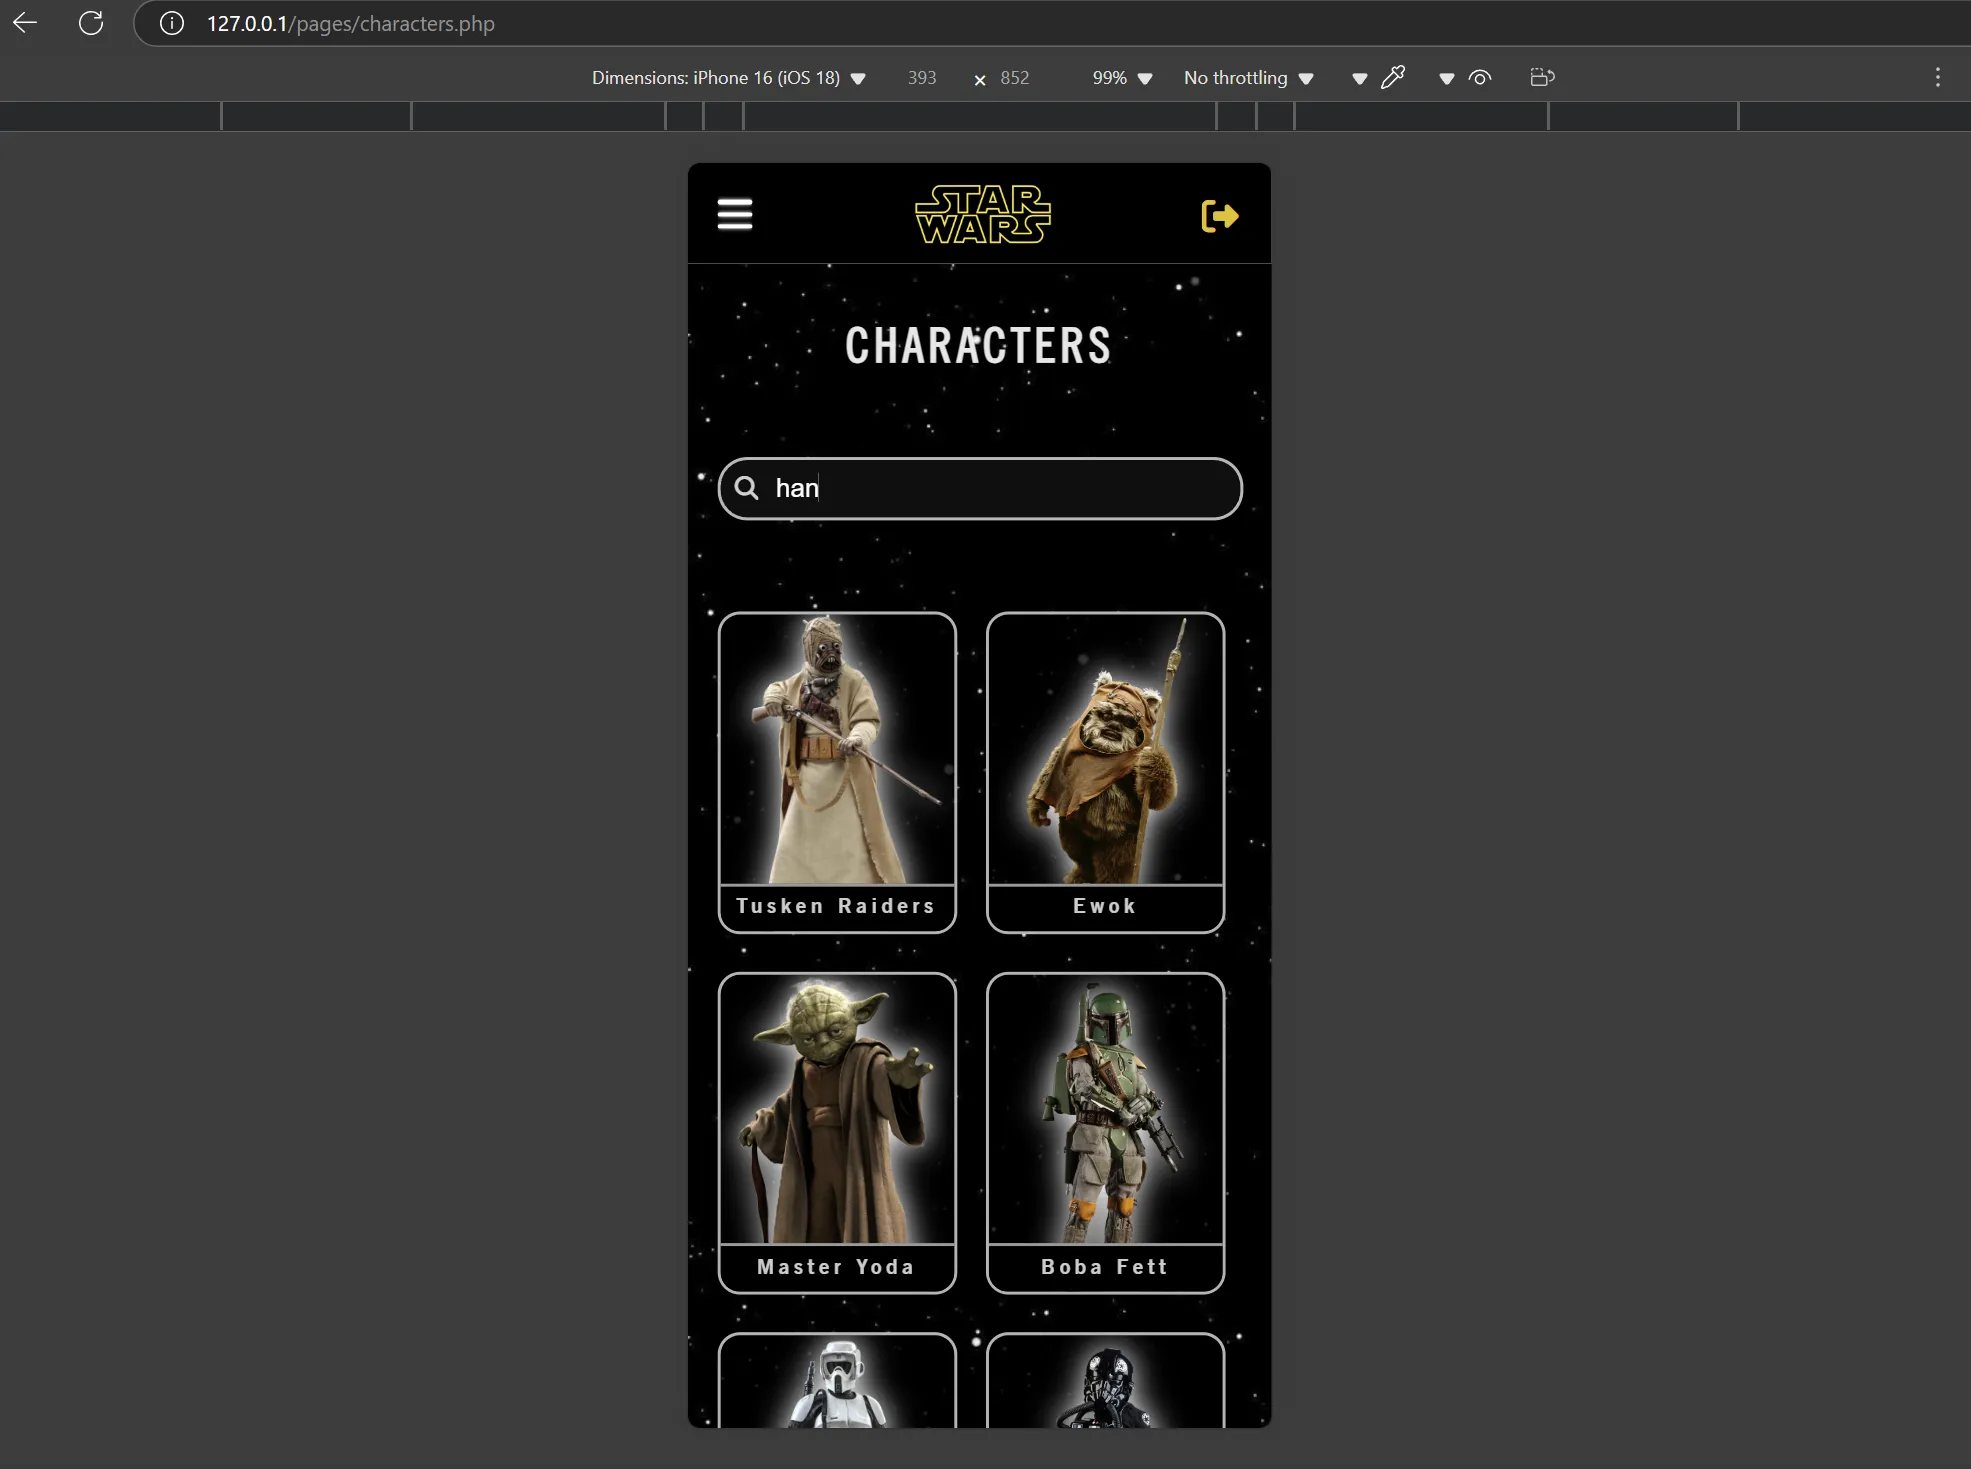 127.0.0.1/pages/characters.php
Dimensions: iPhone 16 (iOS 18) 393 × 852 99% No throttling
STAR
WARS
CHARACTERS
han
Tusken Raiders Ewok
Master Yoda Boba Fett